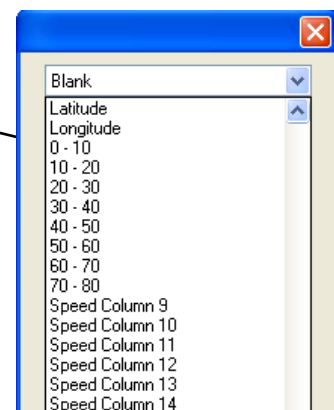 Blank
Latitude
Longitude
0 - 10
10 - 20
20 - 30
30 - 40
40 - 50
50 - 60
60 - 70
70 - 80
Speed Column 9
Speed Column 10
Speed Column 11
Speed Column 12
Speed Column 13
Speed Column 14